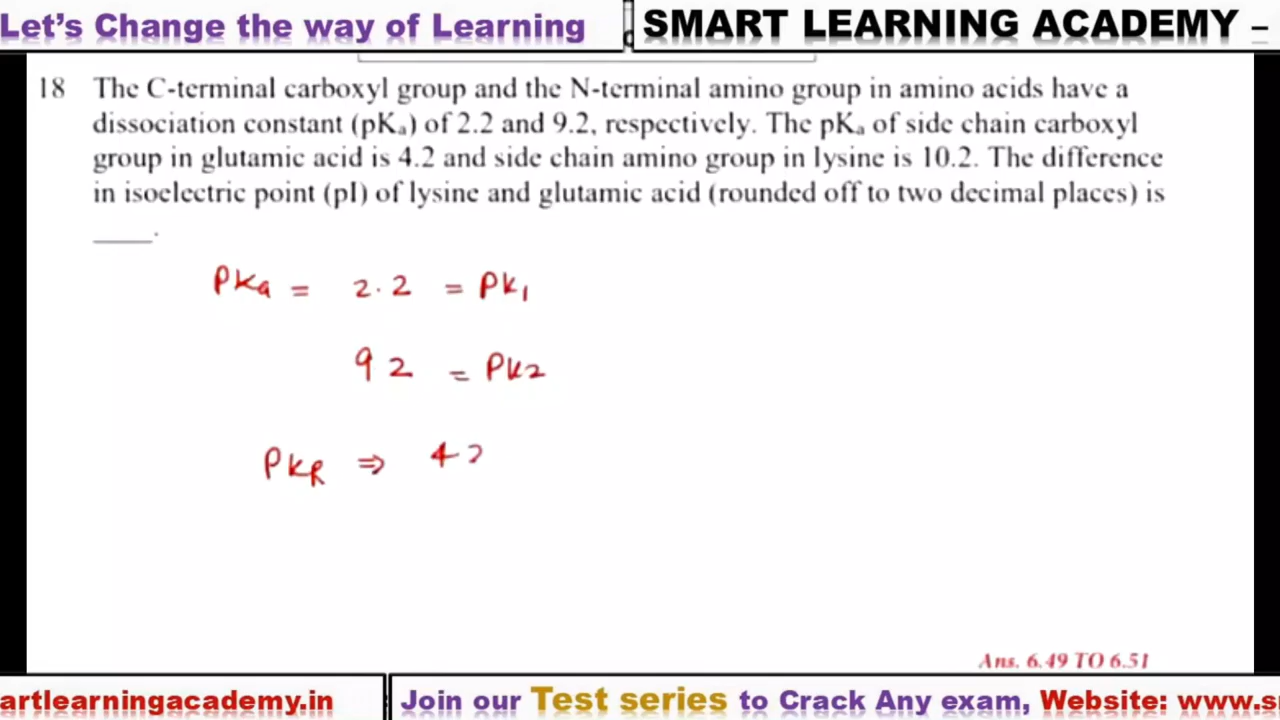 Let's Change the way of Learning
SMART LEARNING ACADEMY –
18 The C-terminal carboxyl group and the N-terminal amino group in amino acids have a
dissociation constant (pKₐ) of 2.2 and 9.2, respectively. The pKₐ of side chain carboxyl
group in glutamic acid is 4.2 and side chain amino group in lysine is 10.2. The difference
in isoelectric point (pI) of lysine and glutamic acid (rounded off to two decimal places) is
____.
PKa = 2.2 = PK1
92 = PK2
PKR ⇒ 42
Ans. 6.49 TO 6.51
artlearningacademy.in
Join our Test series to Crack Any exam, Website: www.s